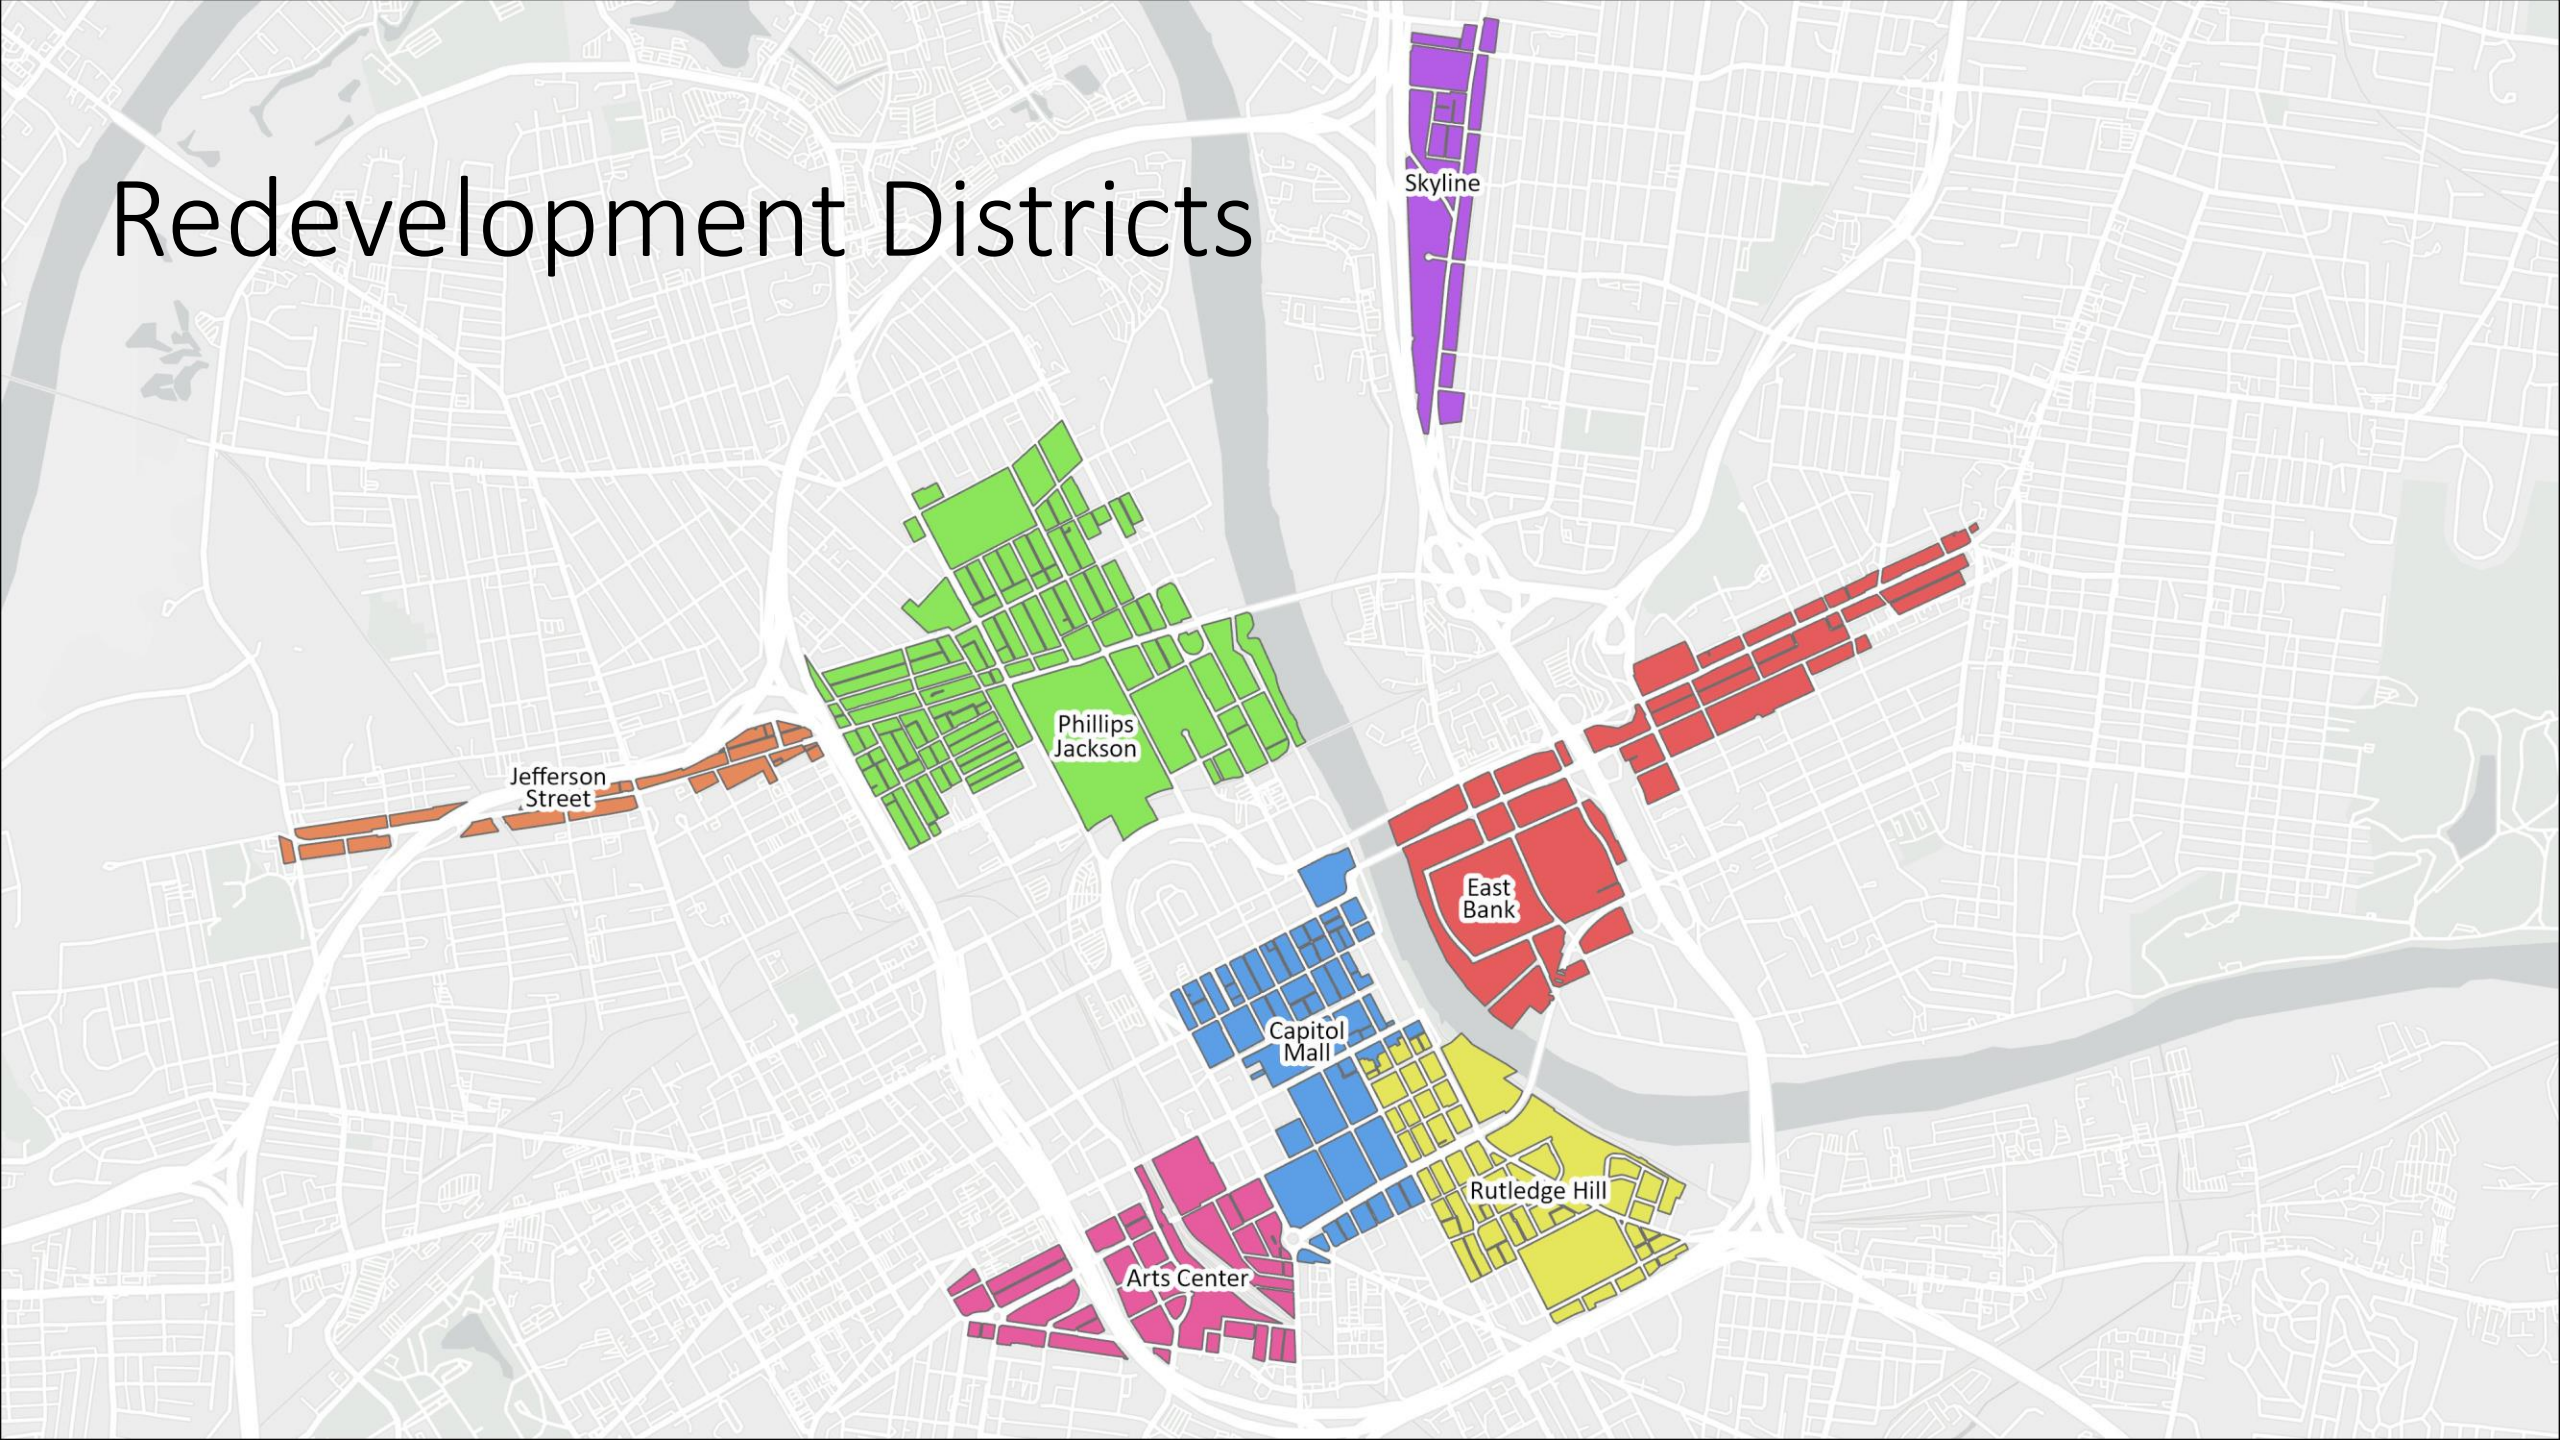 Redevelopment Districts
Skyline
Phillips
Jackson
Jefferson
Street
East
Bank
Capitol
Mall
Rutledge Hill
Arts Center